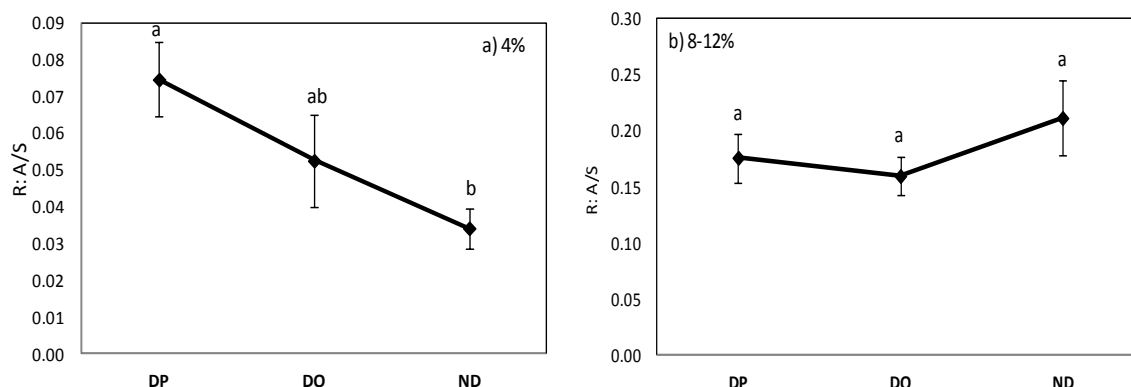 0.09
0.08
0.07
0.06
0.05
0.04
0.03
0.02
0.01
0.00
R: A/S
a) 4%
a
ab
b
DP DO ND
0.30
0.25
0.20
0.15
0.10
0.05
0.00
R: A/S
b) 8-12%
a
a
a
DP DO ND